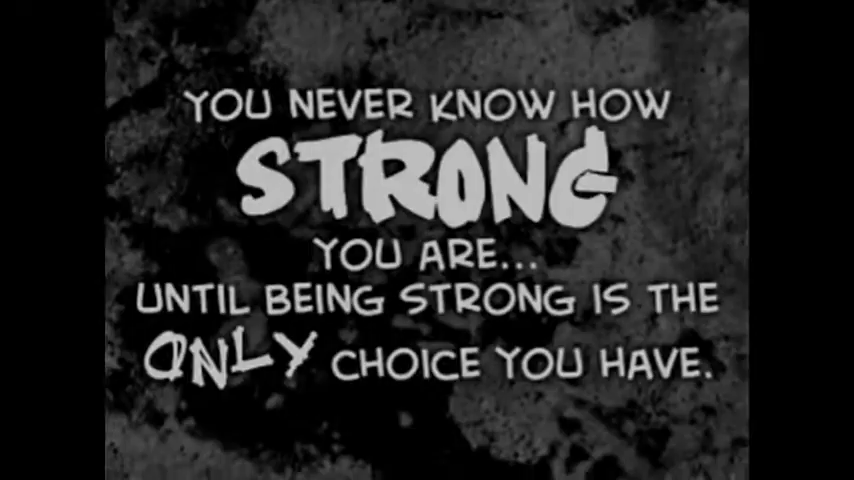 YOU NEVER KNOW HOW
STRONG
YOU ARE...
UNTIL BEING STRONG IS THE
ONLY CHOICE YOU HAVE.